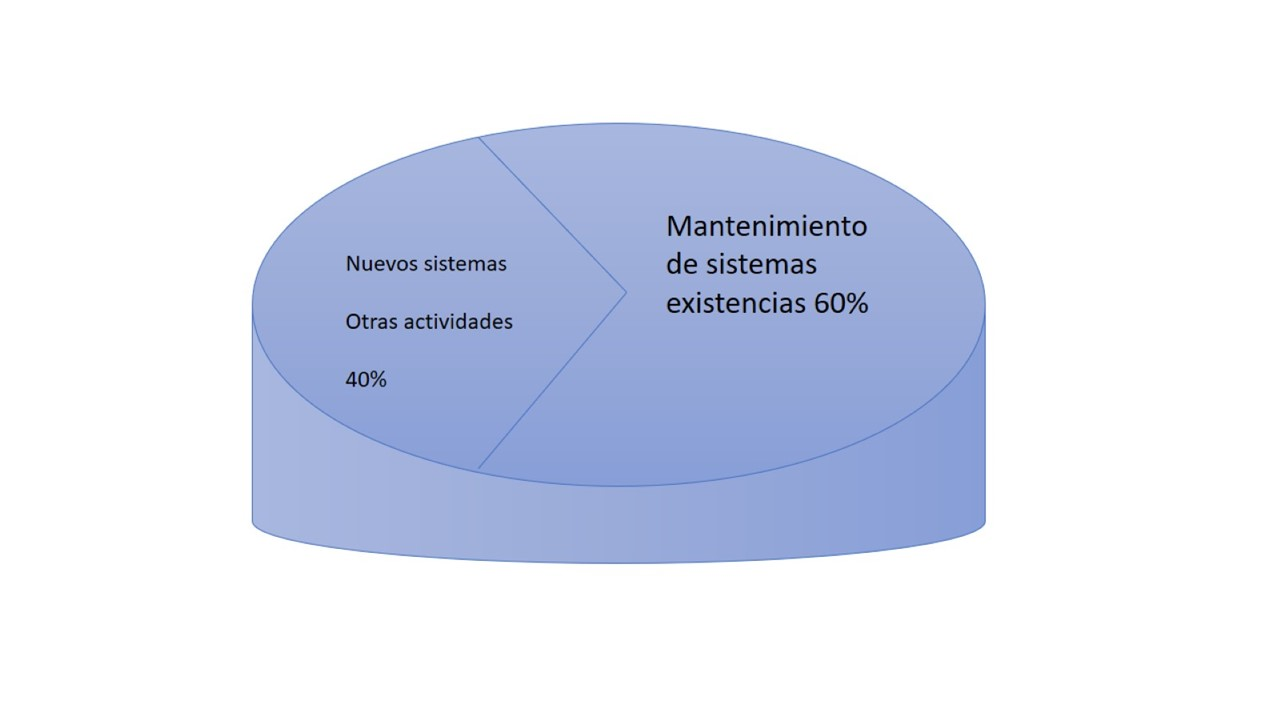 Nuevos sistemas
Otras actividades
40%
Mantenimiento
de sistemas
existencias 60%